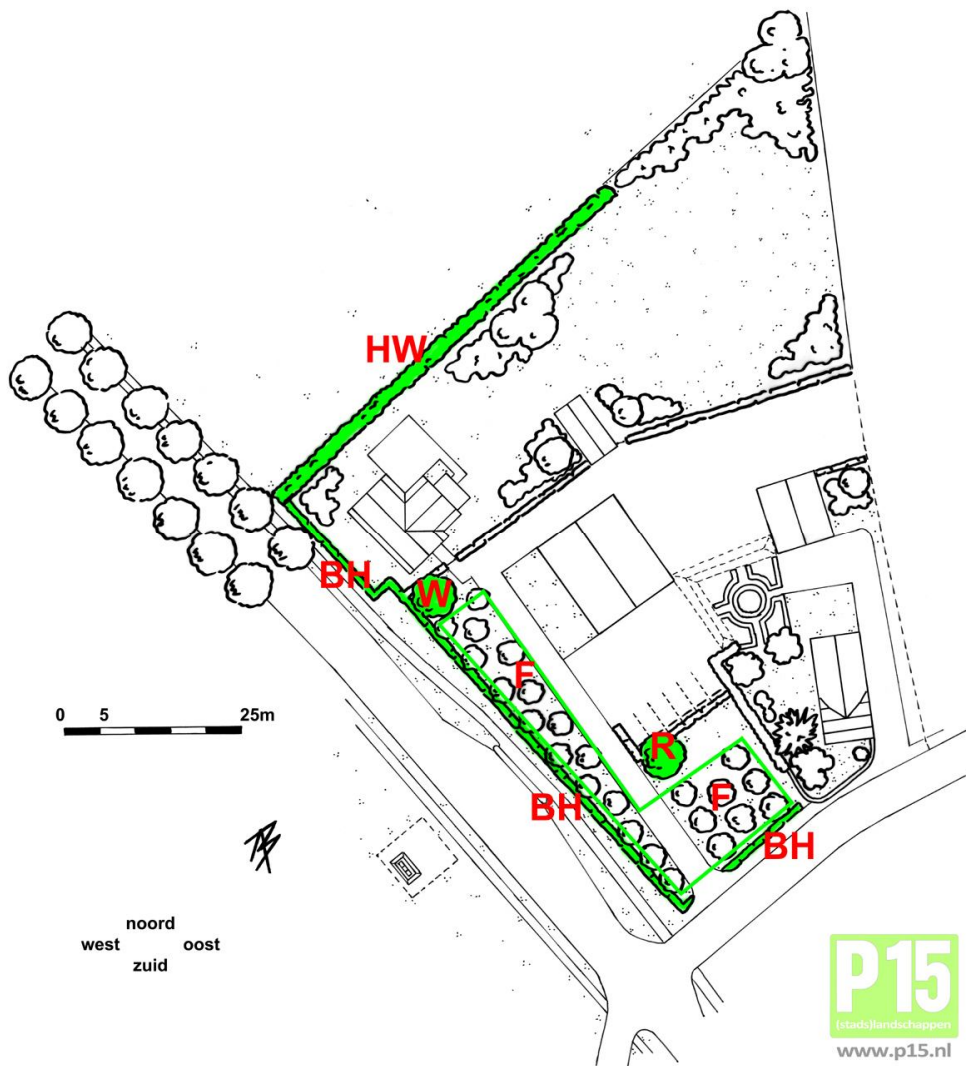 HW
BH
W
F
0 5 25m
R
F
BH
BH
noord
west oost
zuid
P15
(stads)landschappen
www.p15.nl